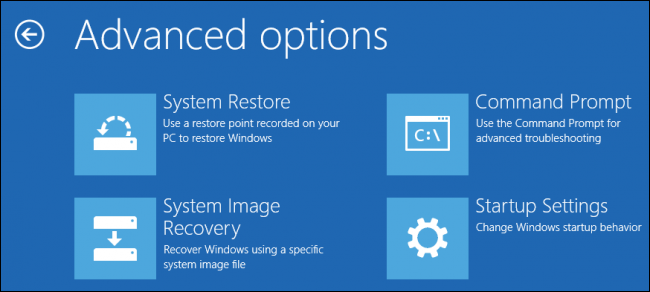 Advanced options
System Restore
Use a restore point recorded on your
PC to restore Windows
Command Prompt
Use the Command Prompt for
advanced troubleshooting
C:\
System Image
Recovery
Recover Windows using a specific
system image file
Startup Settings
Change Windows startup behavior